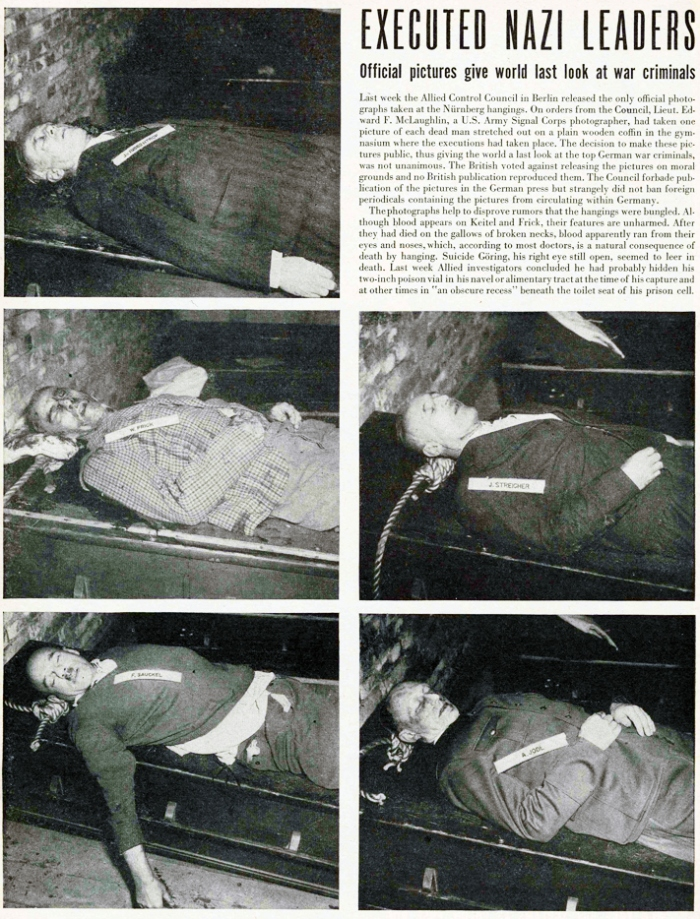 EXECUTED NAZI LEADERS
Official pictures give world last look at war criminals
Last week the Allied Control Council in Berlin released the only official photo-
graphs taken at the Nürnberg hangings. On orders from the Council, Lieut. Ed-
ward F. McLaughlin, a U.S. Army Signal Corps photographer, had taken one
picture of each dead man stretched out on a plain wooden coffin in the gym-
nasium where the executions had taken place. The decision to make these pic-
tures public, thus giving the world a last look at the top German war criminals,
was not unanimous. The British voted against releasing the pictures on moral
grounds and no British publication reproduced them. The Council forbade pub-
lication of the pictures in the German press but strangely did not ban foreign
periodicals containing the pictures from circulating within Germany.
The photographs help to disprove rumors that the hangings were bungled. Al-
though blood appears on Keitel and Frick, their features are unharmed. After
they had died on the gallows of broken necks, blood apparently ran from their
eyes and noses, which, according to most doctors, is a natural consequence of
death by hanging. Suicide Göring, his right eye still open, seemed to leer in
death. Last week Allied investigators concluded he had probably hidden his
two-inch poison vial in his navel or alimentary tract at the time of his capture and
at other times in "an obscure recess" beneath the toilet seat of his prison cell.
W. FRICK
J. STREICHER
F. SAUCKEL
A. JODL